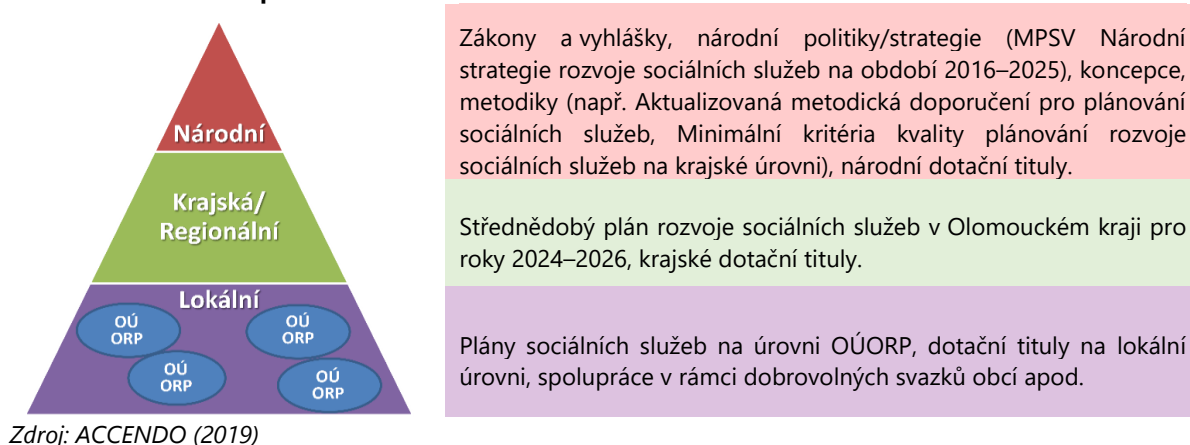 Národní
Krajská/
Regionální
Lokální
OÚ
ORP
OÚ
ORP
OÚ
ORP
OÚ
ORP
Zákony a vyhlášky, národní politiky/strategie (MPSV Národní
strategie rozvoje sociálních služeb na období 2016–2025), koncepce,
metodiky (např. Aktualizovaná metodická doporučení pro plánování
sociálních služeb, Minimální kritéria kvality plánování rozvoje
sociálních služeb na krajské úrovni), národní dotační tituly.
Střednědobý plán rozvoje sociálních služeb v Olomouckém kraji pro
roky 2024–2026, krajské dotační tituly.
Plány sociálních služeb na úrovni OÚORP, dotační tituly na lokální
úrovni, spolupráce v rámci dobrovolných svazků obcí apod.
Zdroj: ACCENDO (2019)